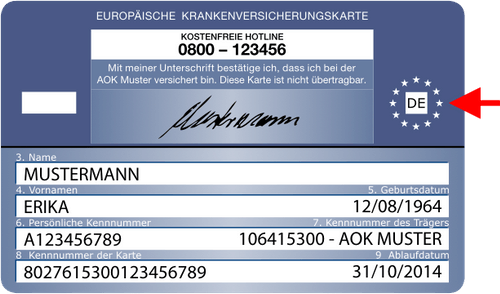 EUROPÄISCHE KRANKENVERSICHERUNGSKARTE
KOSTENFREIE HOTLINE
0800 – 123456
Mit meiner Unterschrift bestätige ich, dass ich bei der
AOK Muster versichert bin. Diese Karte ist nicht übertragbar.
Mustermann
DE
3. Name
MUSTERMANN
4. Vornamen 5. Geburtsdatum
ERIKA 12/08/1964
6. Persönliche Kennnummer 7. Kennnummer des Trägers
A123456789 106415300 - AOK MUSTER
8 Kennnummer der Karte 9 Ablaufdatum
80276153001234567​89 31/10/2014